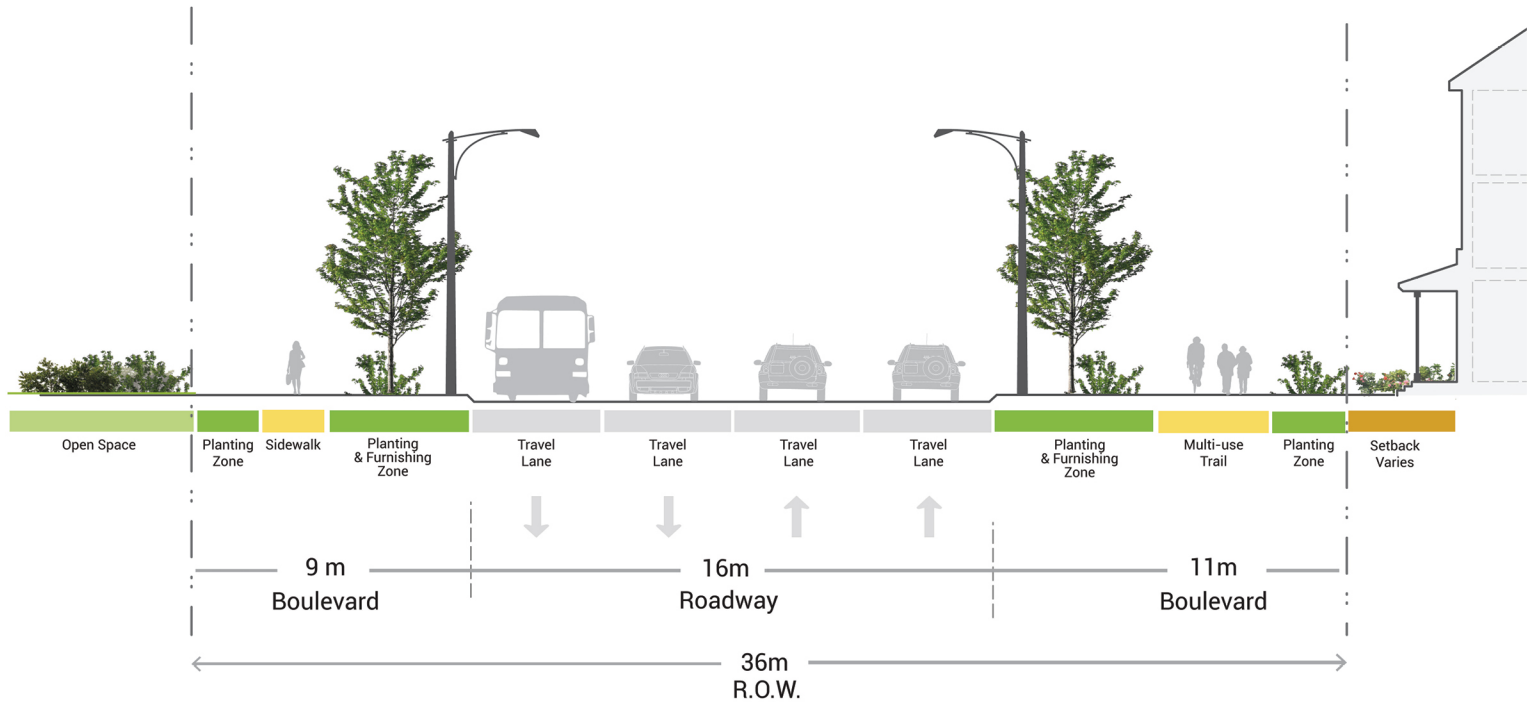 Open Space
Planting
Zone
Sidewalk
Planting
& Furnishing
Zone
Travel
Lane
Travel
Lane
Travel
Lane
Travel
Lane
Planting
& Furnishing
Zone
Multi-use
Trail
Planting
Zone
Setback
Varies
9 m
Boulevard
16m
Roadway
11m
Boulevard
36m
R.O.W.